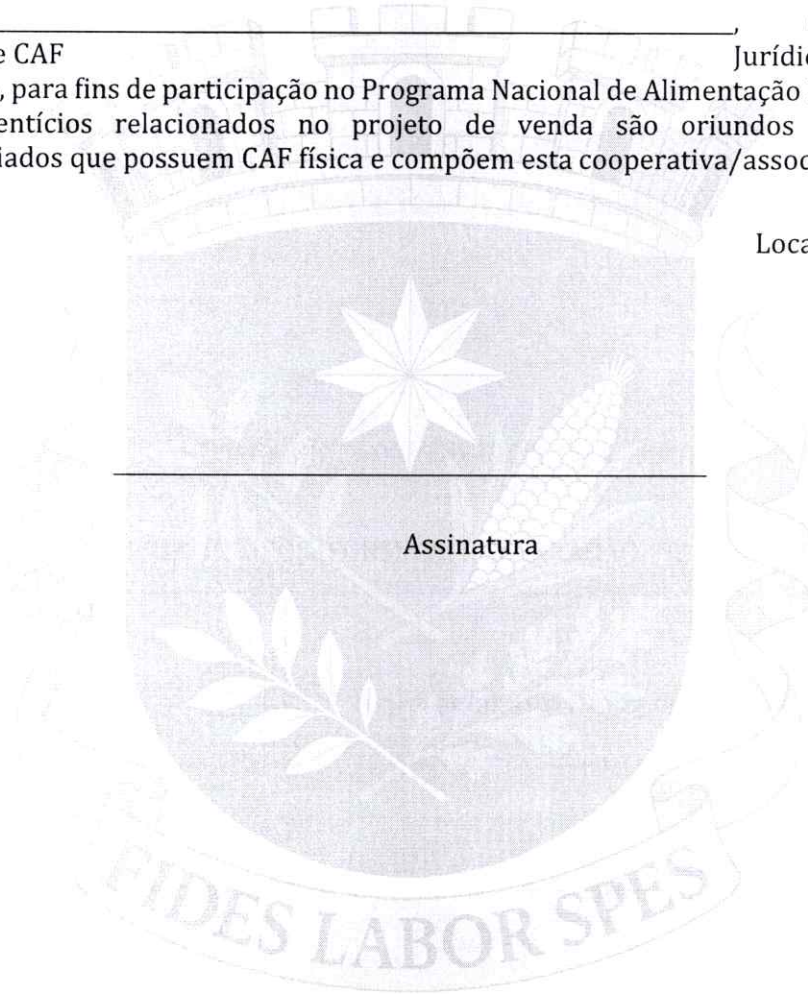 ________________________________________________,
e CAF Jurídic
, para fins de participação no Programa Nacional de Alimentação
entícios relacionados no projeto de venda são oriundos
iados que possuem CAF física e compõem esta cooperativa/assoc
Loca
Assinatura
FIDES LABOR SPES